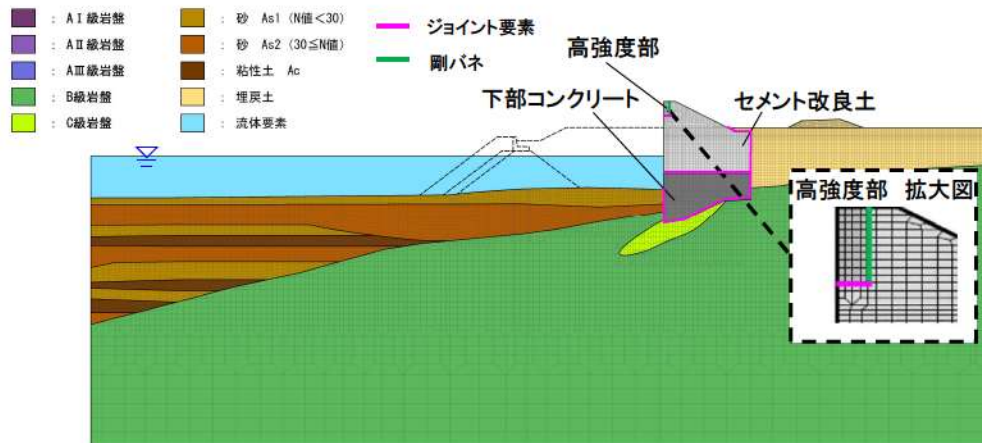 : AⅠ級岩盤
: AⅡ級岩盤
: AⅢ級岩盤
: B級岩盤
: C級岩盤
: 砂 As1 (N値<30)
: 砂 As2 (30≦N値)
: 粘性土 Ac
: 埋戻土
: 流体要素
ジョイント要素
剛バネ
高強度部
下部コンクリート
セメント改良土
高強度部 拡大図